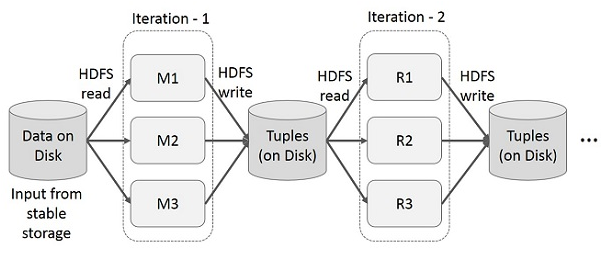 Iteration - 1
Iteration - 2
HDFS
read
M1
HDFS
write
HDFS
read
R1
HDFS
write
Data on
Disk
M2
Tuples
(on Disk)
R2
Tuples
(on Disk)
...
Input from
stable
storage
M3
R3